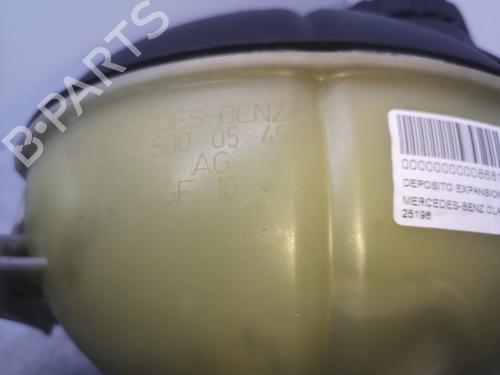 B-PARTS
DES-BENZ
500 05 49
AG
GF 10
0000000000868
DEPOSITO EXPANSION
MERCEDES-BENZ CLA
25198